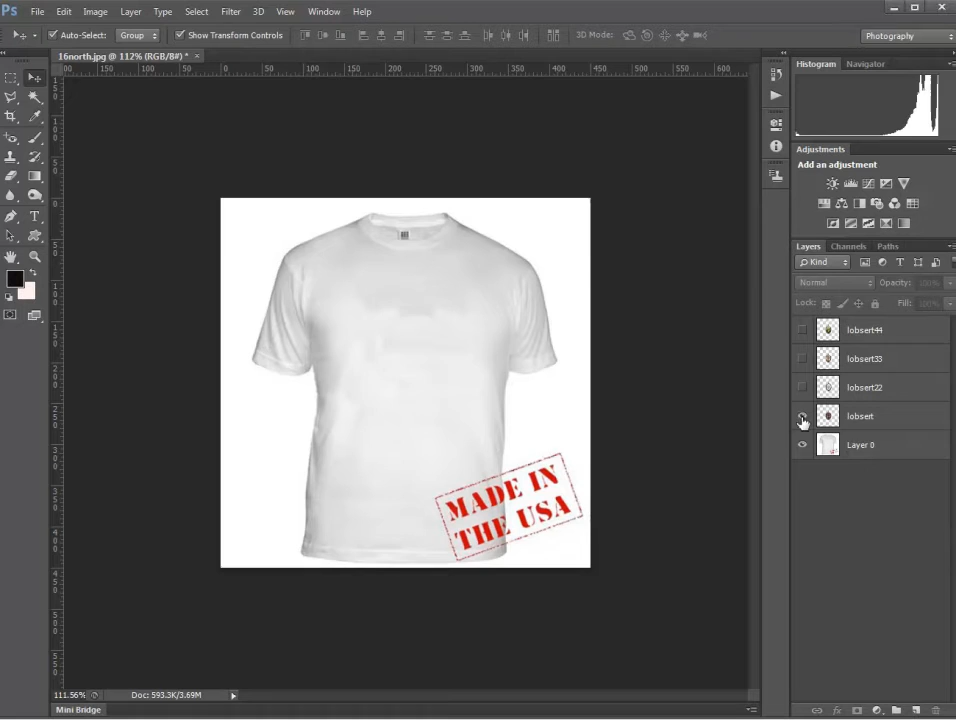 Ps File Edit Image Layer Type Select Filter 3D View Window Help
Auto-Select: Group Show Transform Controls 3D Mode: Photography
16north.jpg @ 112% (RGB/8#) * ×
Histogram Navigator
Adjustments
Add an adjustment
Layers Channels Paths
Kind
Normal Opacity: 100%
Lock: Fill: 100%
lobsert44
lobsert33
lobsert22
lobsert
Layer 0
MADE IN
THE USA
111.56% Doc: 593.3K/3.69M
Mini Bridge